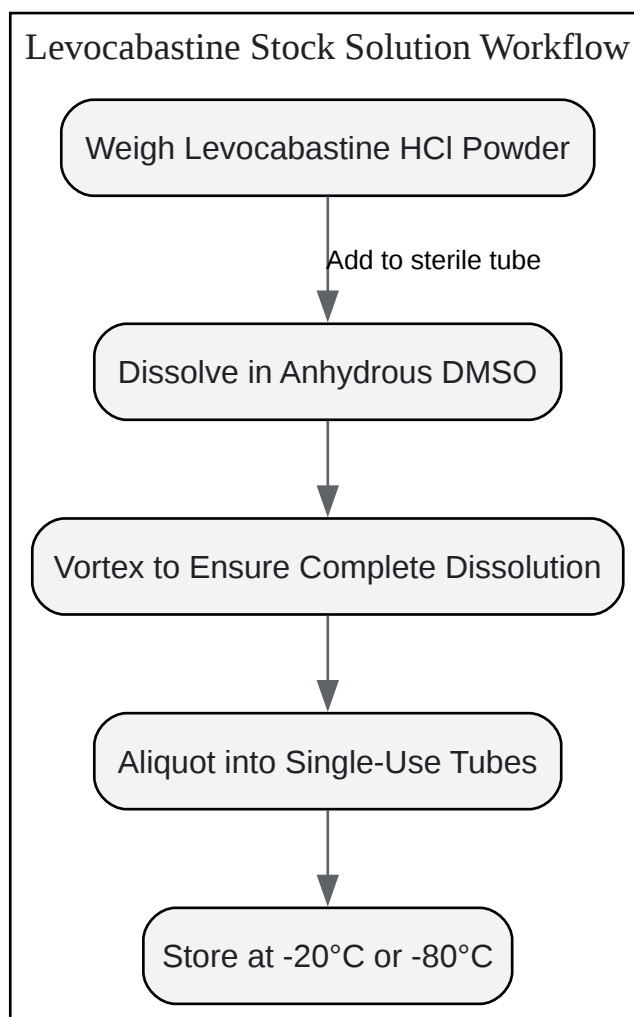 Levocabastine Stock Solution Workflow
Weigh Levocabastine HCl Powder
Add to sterile tube
Dissolve in Anhydrous DMSO
Vortex to Ensure Complete Dissolution
Aliquot into Single-Use Tubes
Store at -20°C or -80°C